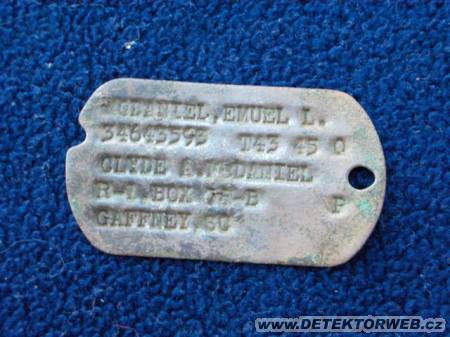 McDANIEL,EMUEL L.
34643593 T43 45 O
CLYDE A.McDANIEL
R-1 BOX -B P
GAFFNEY SC
WWW.DETEKTORWEB.CZ